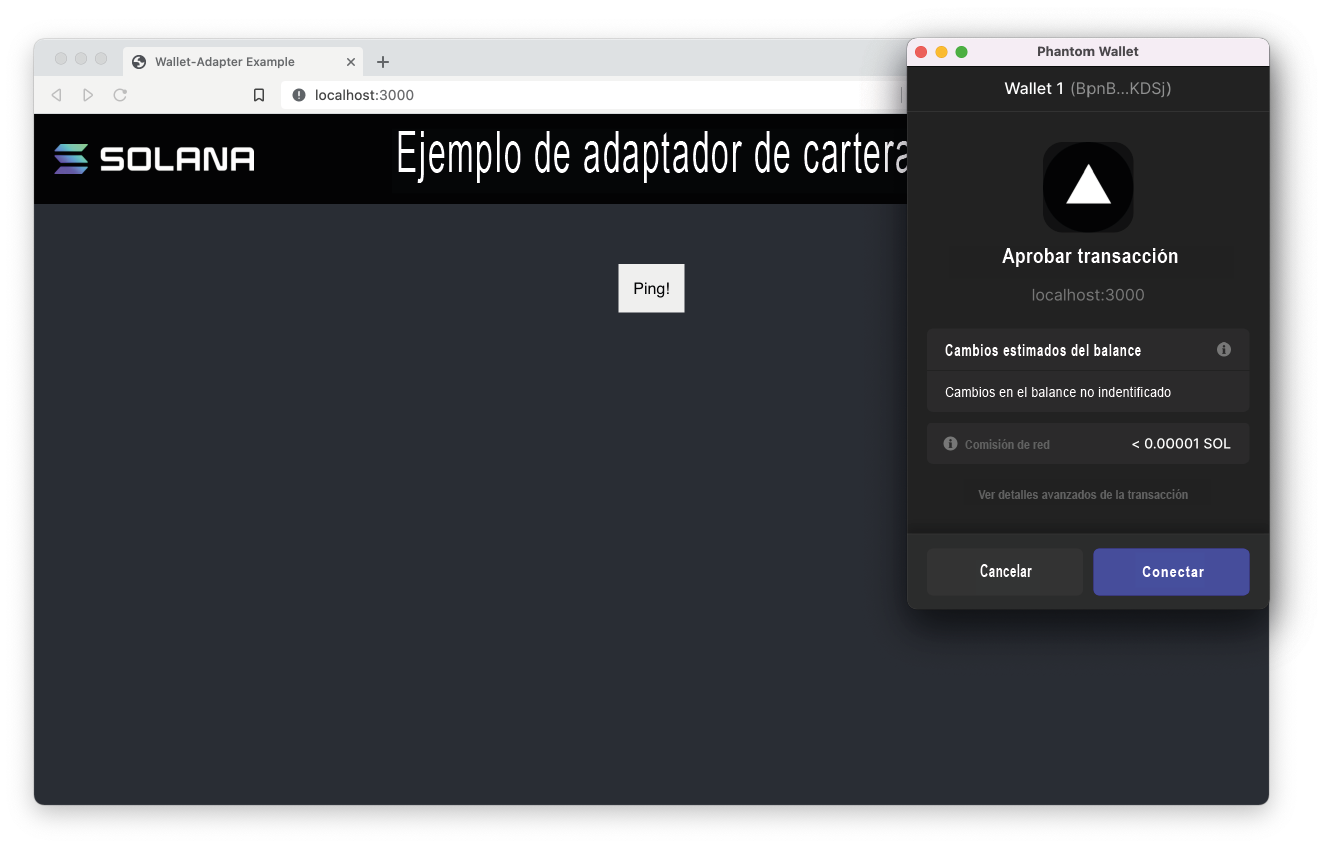 Wallet-Adapter Example
localhost:3000
SOLANA
Ejemplo de adaptador de cartera
Ping!
Phantom Wallet
Wallet 1 (BpnB...KDSj)
Aprobar transacción
localhost:3000
Cambios estimados del balance
Cambios en el balance no indentificado
Comisión de red < 0.00001 SOL
Ver detalles avanzados de la transacción
Cancelar
Conectar